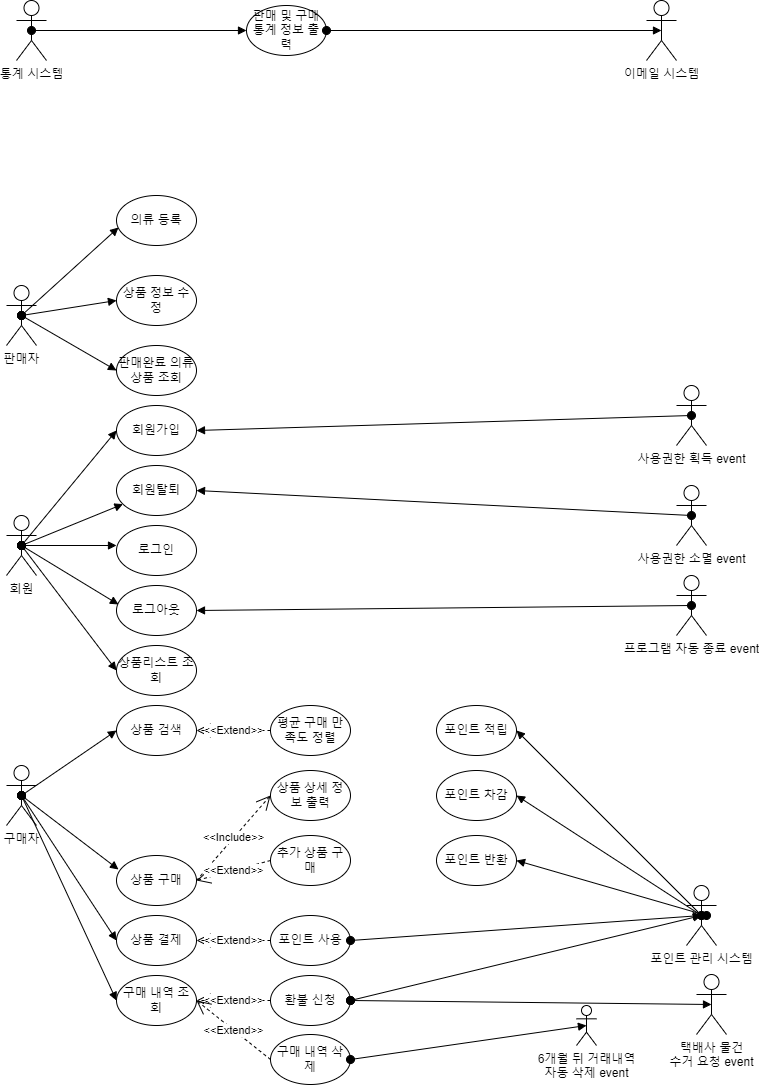 판매 및 구매
통계 정보 출
력
통계 시스템
이메일 시스템
의류 등록
상품 정보 수
정
판매자
판매완료 의류
상품 조회
회원가입
사용권한 획득 event
회원탈퇴
로그인
사용권한 소멸 event
회원
로그아웃
프로그램 자동 종료 event
상품리스트 조
회
상품 검색
<<Extend>>
평균 구매 만
족도 정렬
포인트 적립
상품 상세 정
보 출력
포인트 차감
구매자
<<Include>>
추가 상품 구
매
포인트 반환
<<Extend>>
상품 구매
상품 결제
<<Extend>>
포인트 사용
포인트 관리 시스템
구매 내역 조
회
<<Extend>>
환불 신청
<<Extend>>
구매 내역 삭
제
택배사 물건
수거 요청 event
6개월 뒤 거래내역
자동 삭제 event